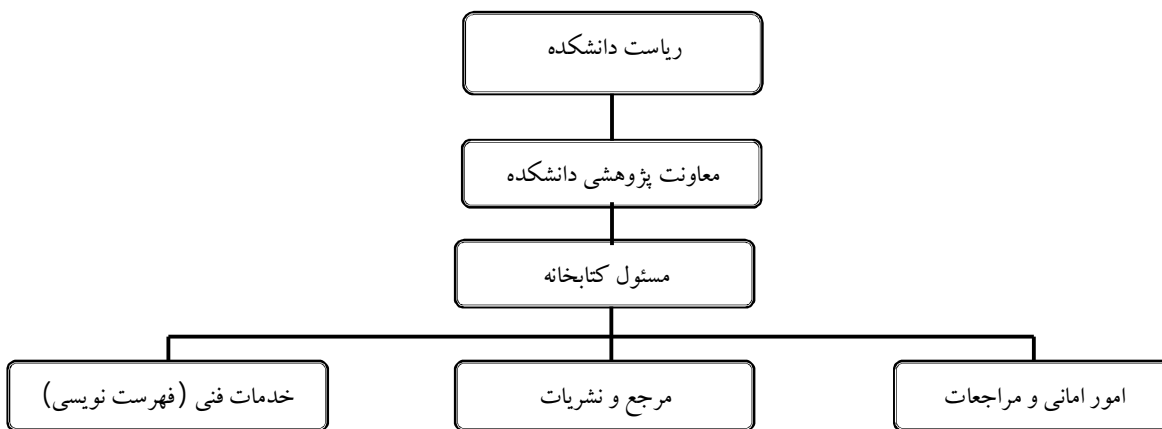 ریاست دانشکده
معاونت پژوهشی دانشکده
مسئول کتابخانه
امور امانی و مراجعات
مرجع و نشریات
خدمات فنی (فهرست نویسی)